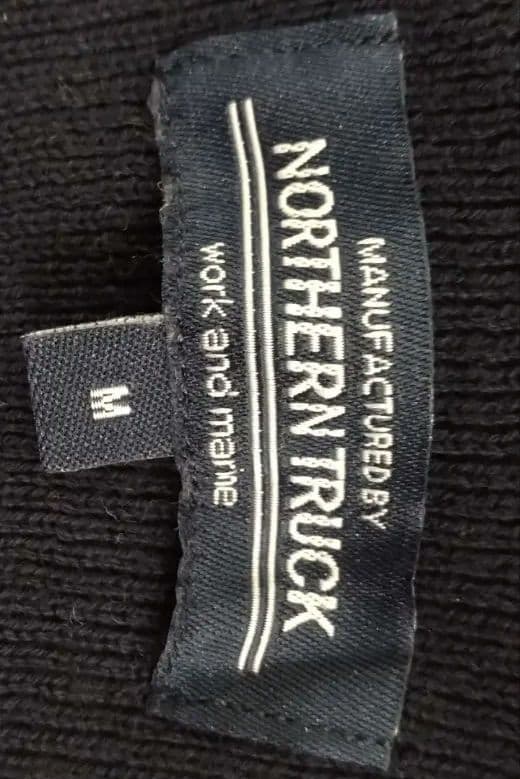 MANUFACTURED BY
NORTHERN TRUCK
work and marine
M